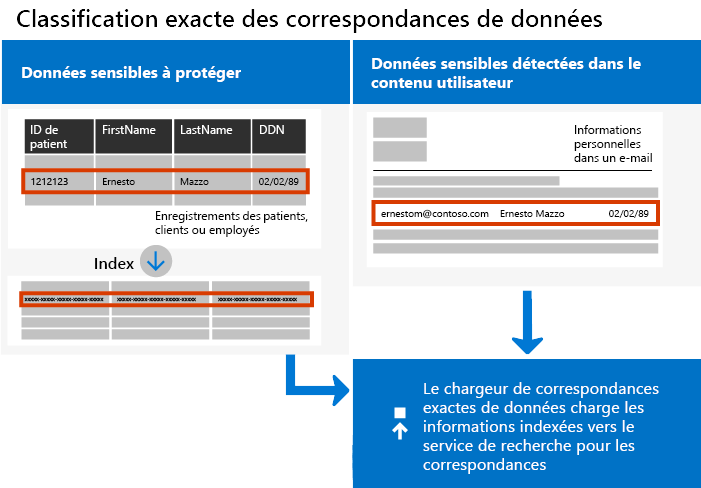 Classification exacte des correspondances de données
Données sensibles à protéger
ID de patient FirstName LastName DDN
1212123 Ernesto Mazzo 02/02/89
Enregistrements des patients,
clients ou employés
Index
xxxxx-xxxxx-xxxxx-xxxxx-xxxxx xxxxx-xxxxx-xxxxx-xxxxx-xxxxx xxxxx-xxxxx-xxxxx-xxxxx-xxxxx
Données sensibles détectées dans le
contenu utilisateur
Informations
personnelles
dans un e-mail
ernestom@contoso.com Ernesto Mazzo 02/02/89
Le chargeur de correspondances
exactes de données charge les
informations indexées vers le
service de recherche pour les
correspondances